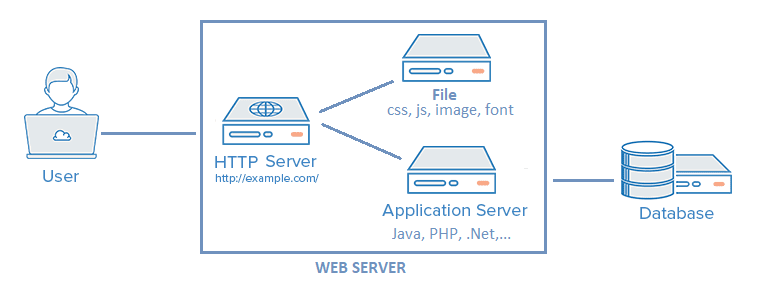 User
HTTP Server
http://example.com/
File
css, js, image, font
Application Server
Java, PHP, .Net,...
WEB SERVER
Database